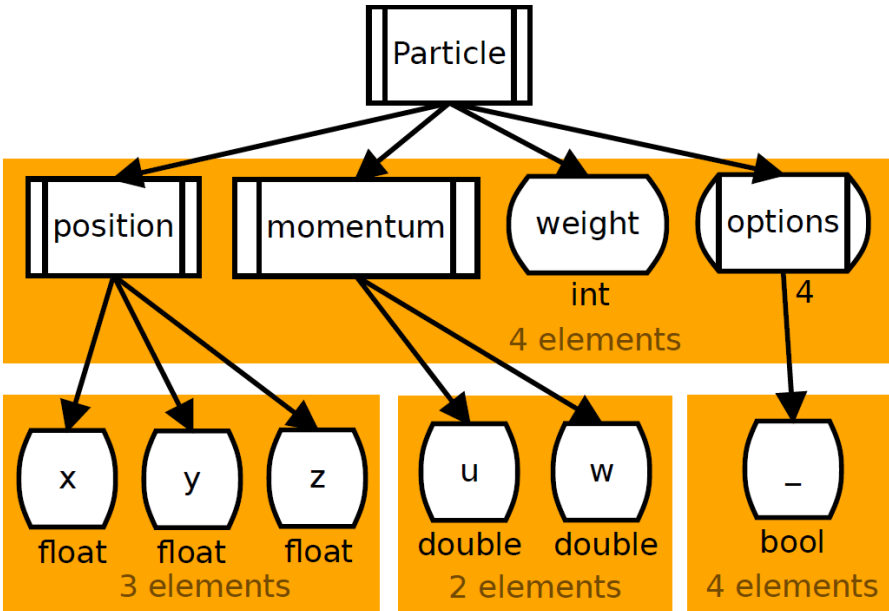 Particle
position
momentum
weight
options
int
4
4 elements
x
y
z
u
w
_
float
float
float
double
double
bool
3 elements
2 elements
4 elements